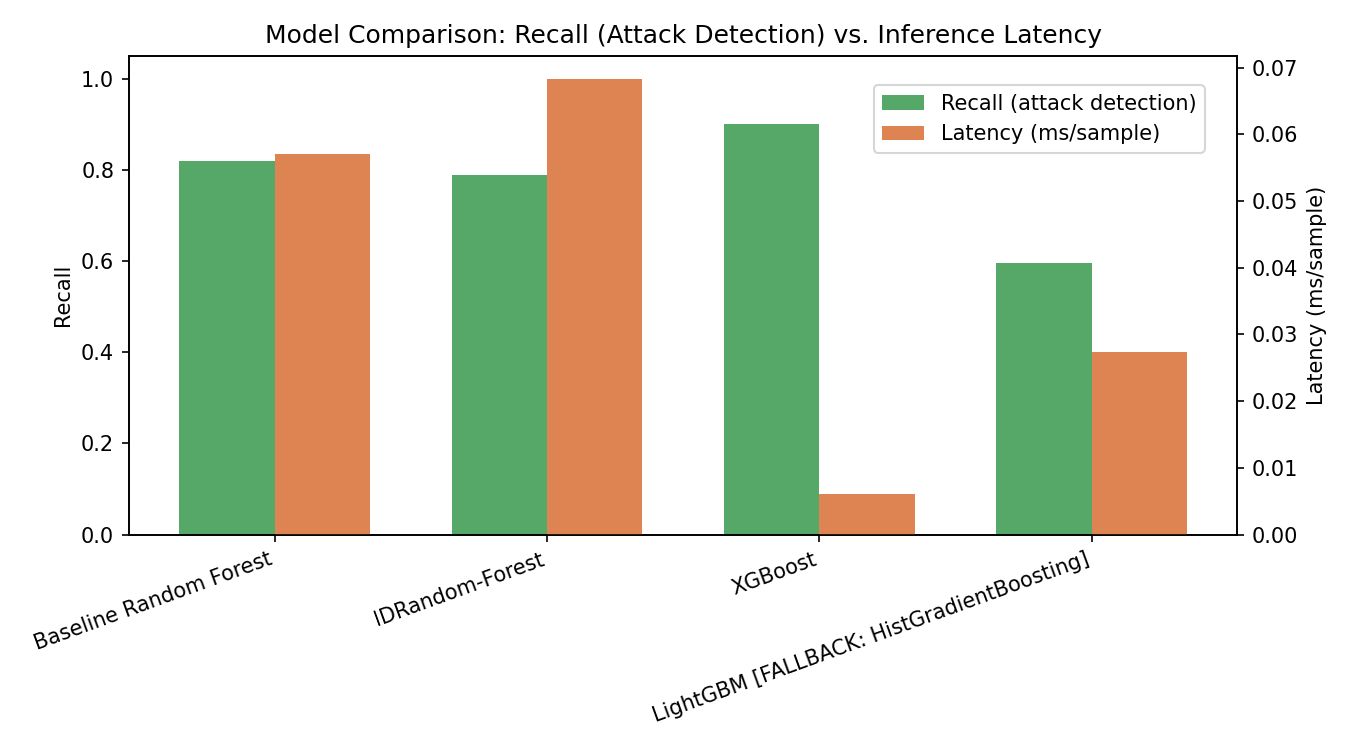 Model Comparison: Recall (Attack Detection) vs. Inference Latency
Recall (attack detection)
Latency (ms/sample)
Recall
1.0
0.8
0.6
0.4
0.2
0.0
0.07
0.06
0.05
0.04
0.03
0.02
0.01
0.00
Latency (ms/sample)
Baseline Random Forest
IDRandom-Forest
XGBoost
LightGBM [FALLBACK: HistGradientBoosting]